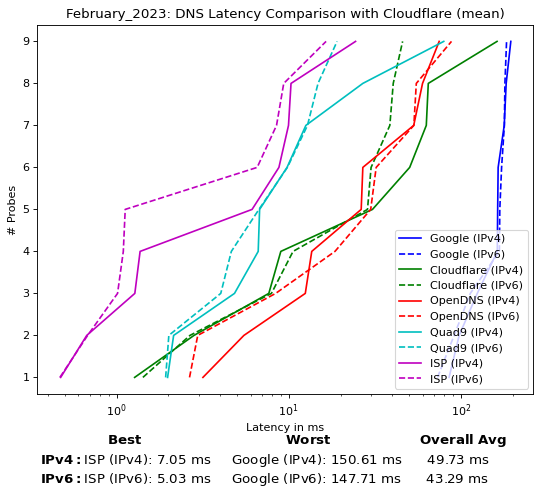 February_2023: DNS Latency Comparison with Cloudflare (mean)
9
8
7
6
5
4
3
2
1
# Probes
Google (IPv4)
Google (IPv6)
Cloudflare (IPv4)
Cloudflare (IPv6)
OpenDNS (IPv4)
OpenDNS (IPv6)
Quad9 (IPv4)
Quad9 (IPv6)
ISP (IPv4)
ISP (IPv6)
10⁰ 10¹ 10²
Latency in ms
Best Worst Overall Avg
IPv4: ISP (IPv4): 7.05 ms Google (IPv4): 150.61 ms 49.73 ms
IPv6: ISP (IPv6): 5.03 ms Google (IPv6): 147.71 ms 43.29 ms